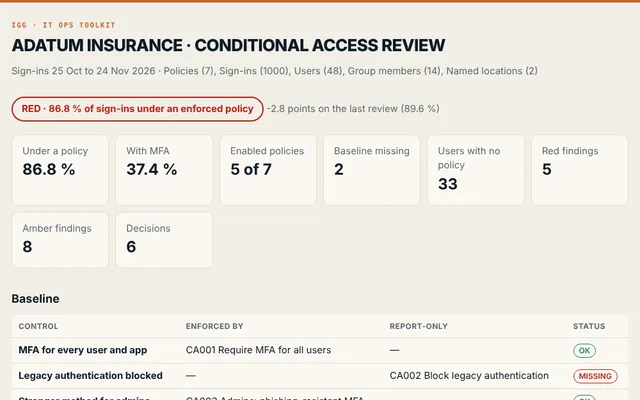 IGG · IT OPS TOOLKIT
ADATUM INSURANCE · CONDITIONAL ACCESS REVIEW
Sign-ins 25 Oct to 24 Nov 2026 · Policies (7), Sign-ins (1000), Users (48), Group members (14), Named locations (2)
RED · 86.8 % of sign-ins under an enforced policy -2.8 points on the last review (89.6 %)
Under a policy
86.8 %
With MFA
37.4 %
Enabled policies
5 of 7
Baseline missing
2
Users with no
policy
33
Red findings
5
Amber findings
8
Decisions
6
Baseline
CONTROL ENFORCED BY REPORT-ONLY STATUS
MFA for every user and app CA001 Require MFA for all users — OK
Legacy authentication blocked — CA002 Block legacy authentication MISSING